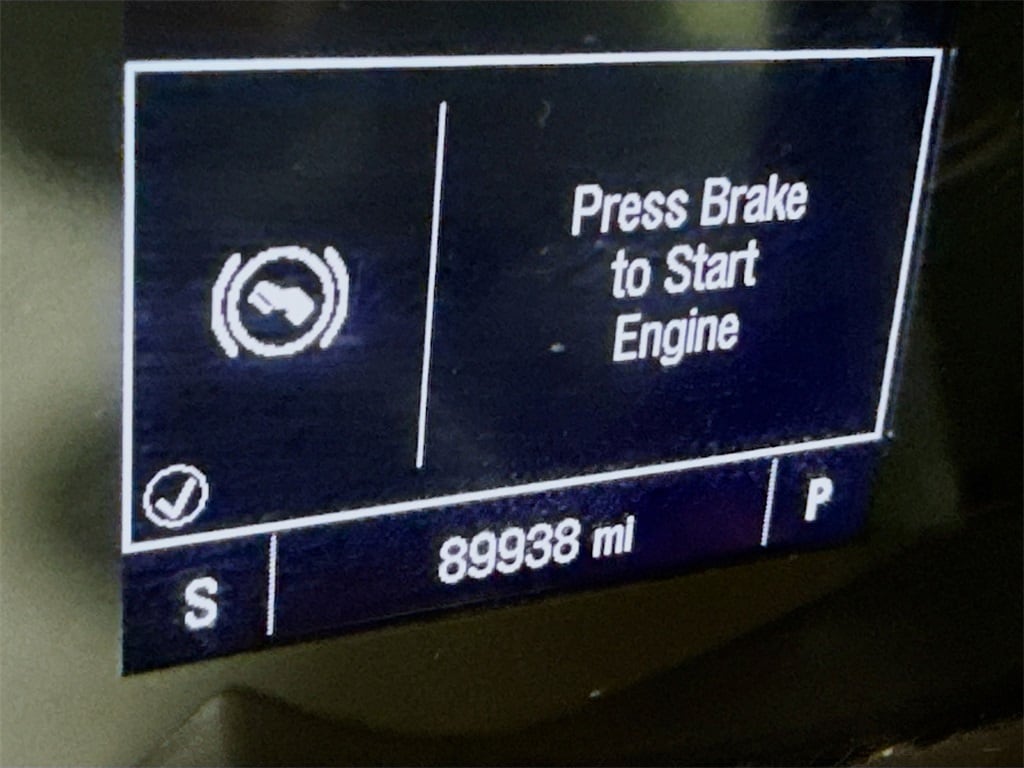 Press Brake
to Start
Engine
S
89938 mi
P